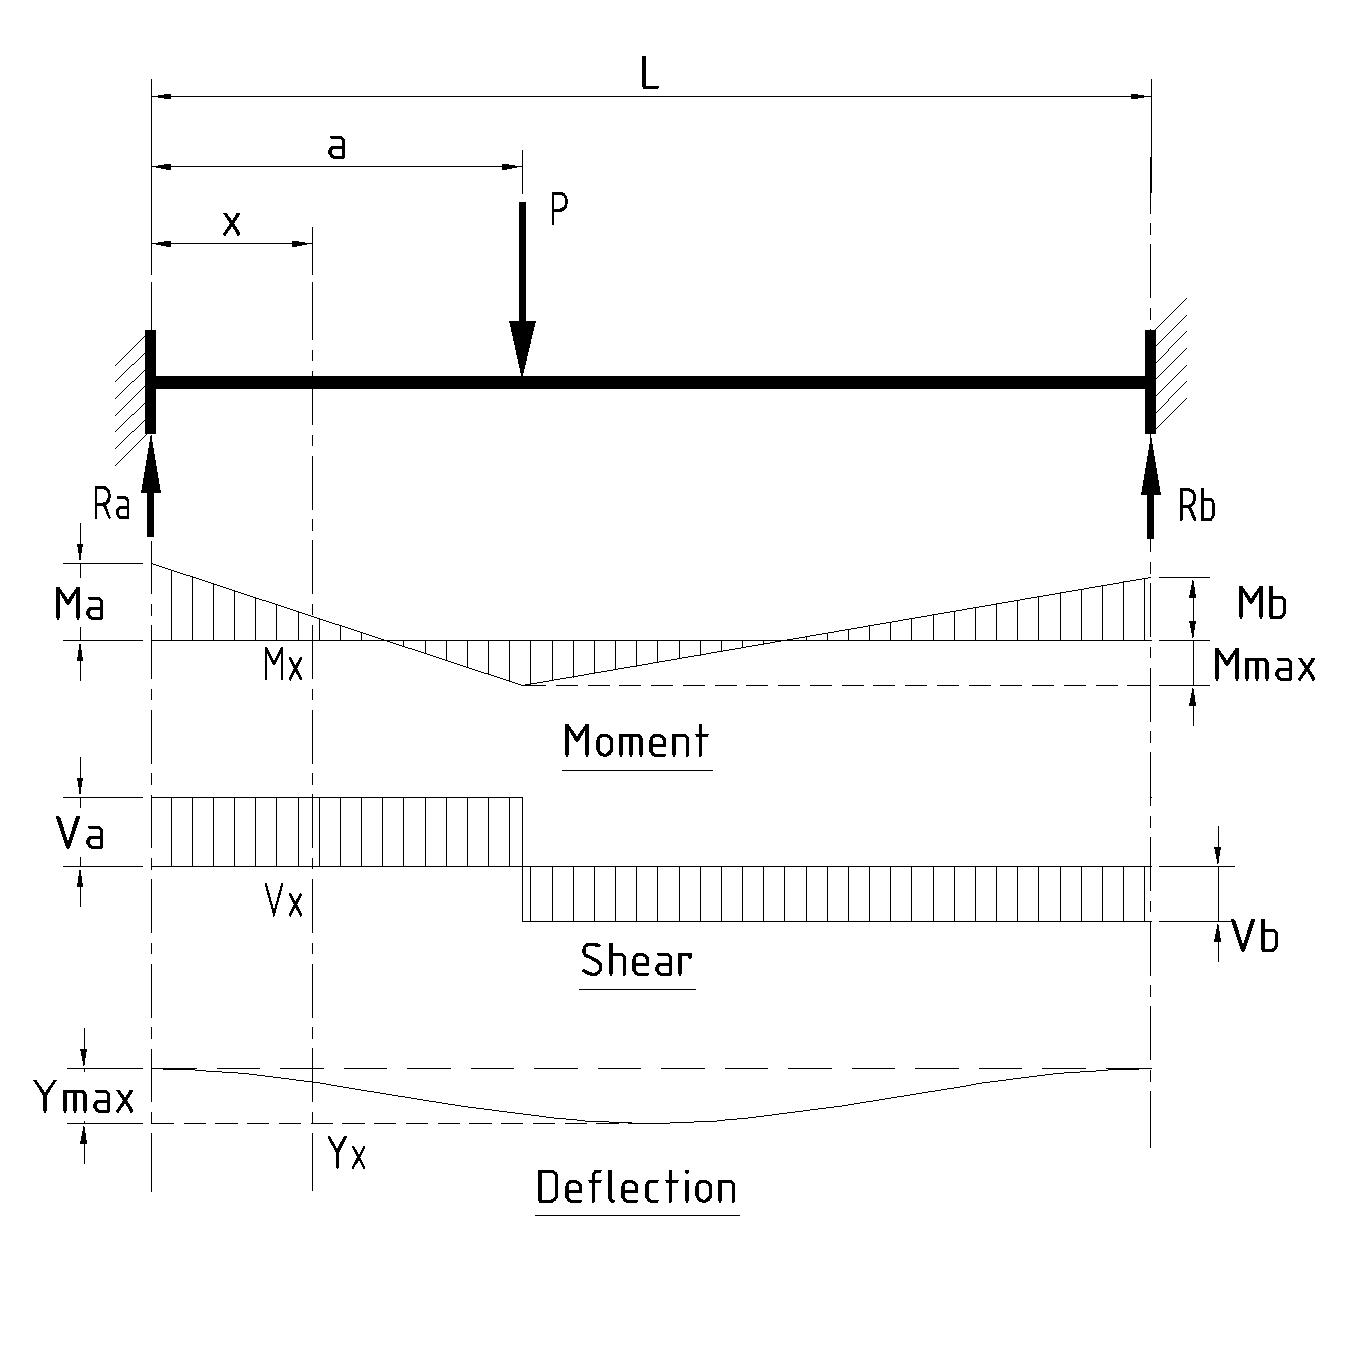 L
a
P
x
Ra
Rb
Ma
Mb
Mx
Mmax
Moment
Va
Vx
Vb
Shear
Ymax
Yx
Deflection